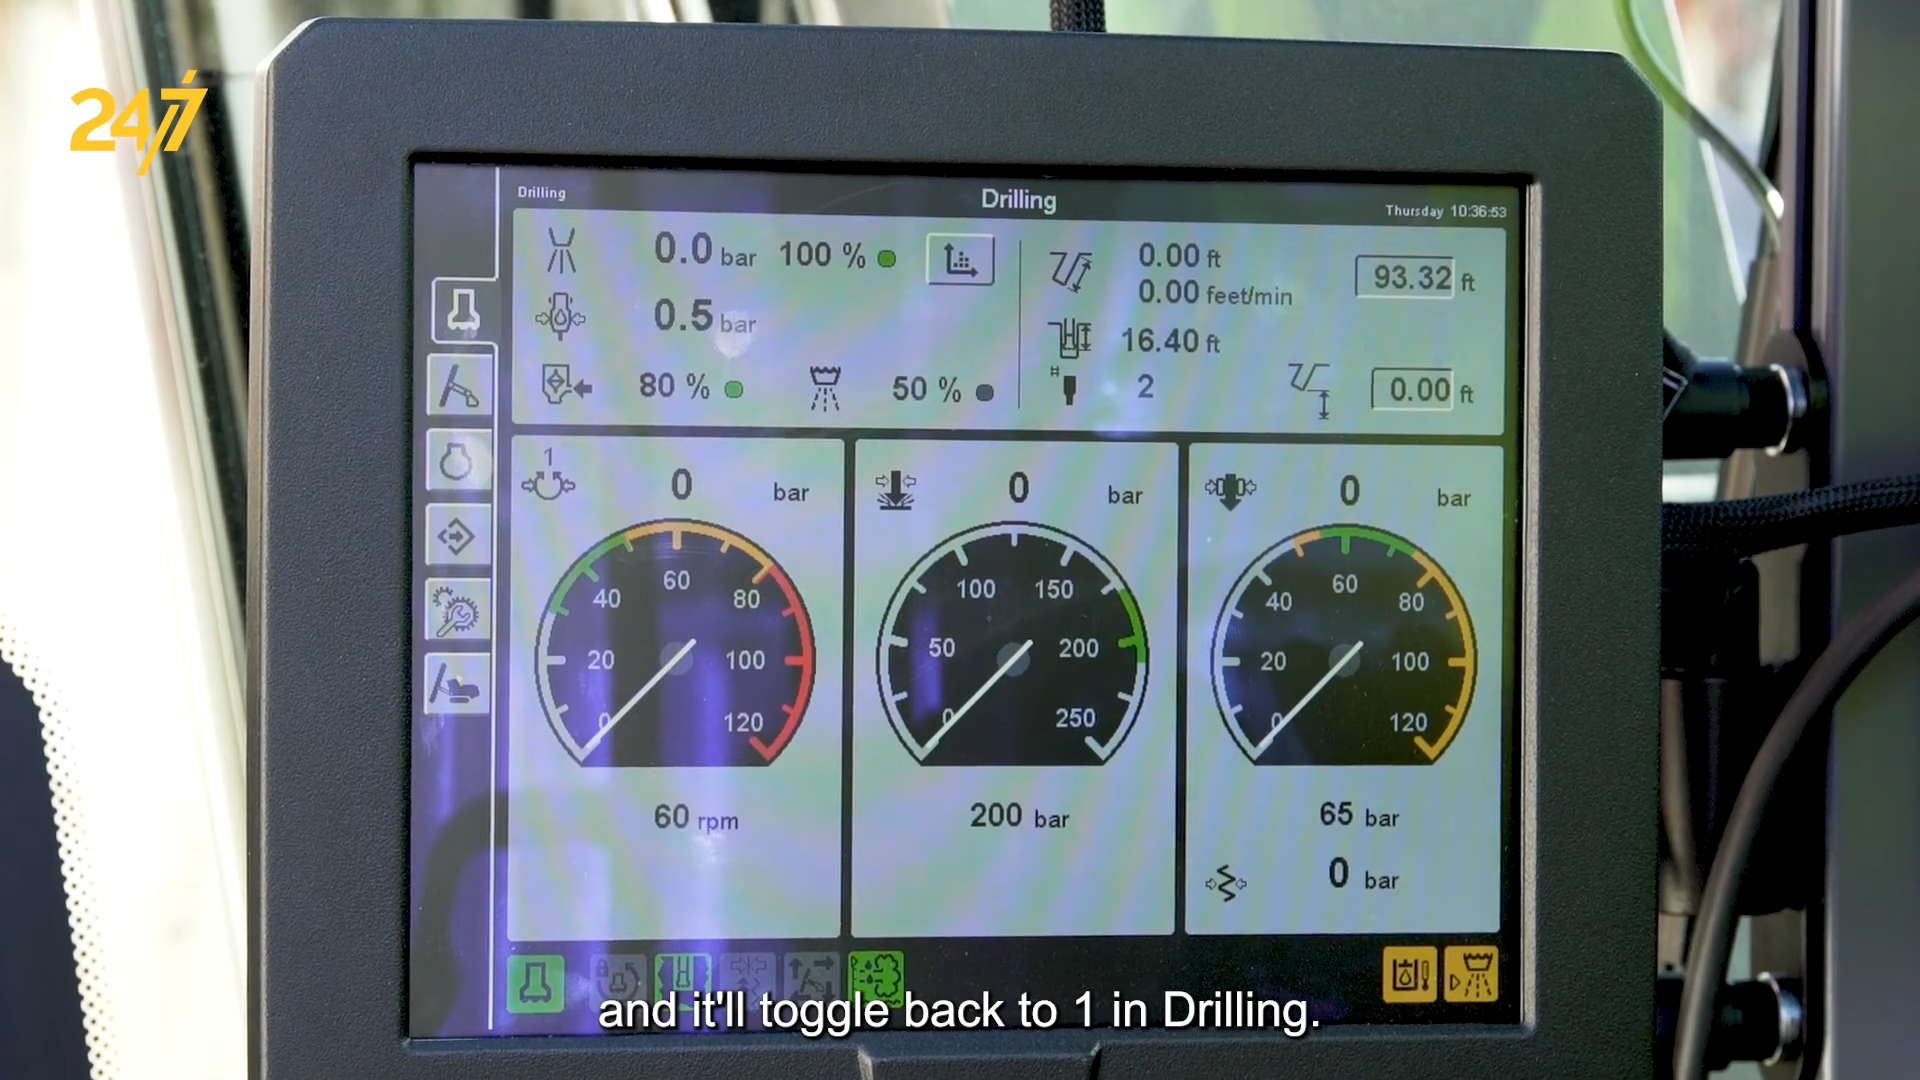 24/7
Drilling
Drilling
Thursday 10:36:53
0.0 bar 100 %
0.5 bar
80 % 50 %
0.00 ft
0.00 feet/min
93.32 ft
16.40 ft
# 2
0.00 ft
1
0 bar
0 20 40 60 80 100 120
60 rpm
0 bar
0 50 100 150 200 250
200 bar
0 bar
0 20 40 60 80 100 120
65 bar
0 bar
and it'll toggle back to 1 in Drilling.